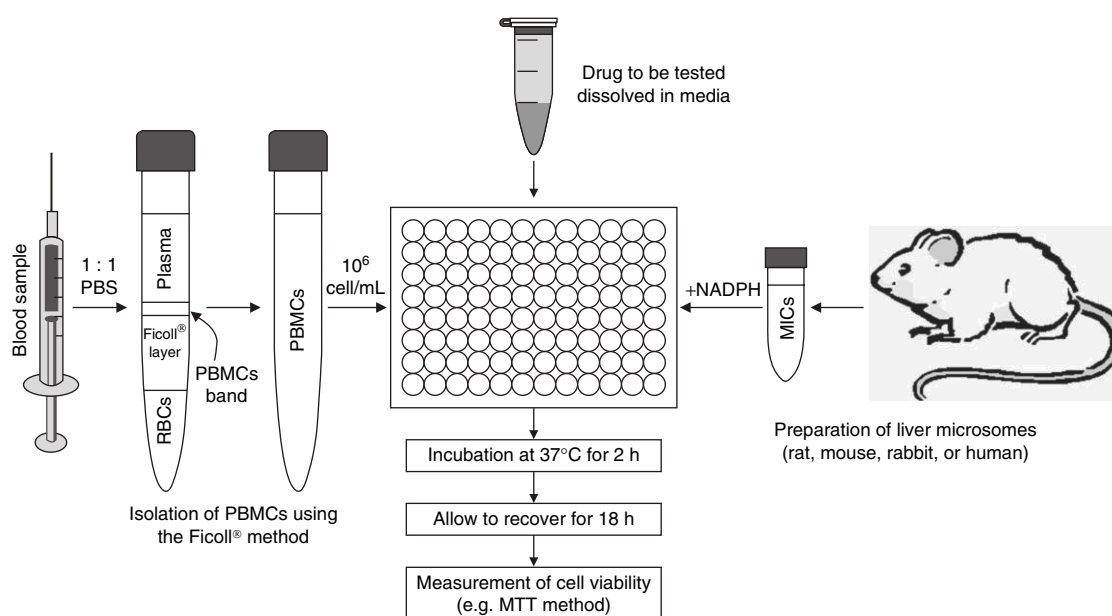 Drug to be tested
dissolved in media
Blood sample
1 : 1
PBS
Plasma
Ficoll®
layer
RBCs
PBMCs
band
PBMCs
10⁶
cell/mL
+NADPH
MICs
Isolation of PBMCs using
the Ficoll® method
Preparation of liver microsomes
(rat, mouse, rabbit, or human)
Incubation at 37°C for 2 h
Allow to recover for 18 h
Measurement of cell viability
(e.g. MTT method)